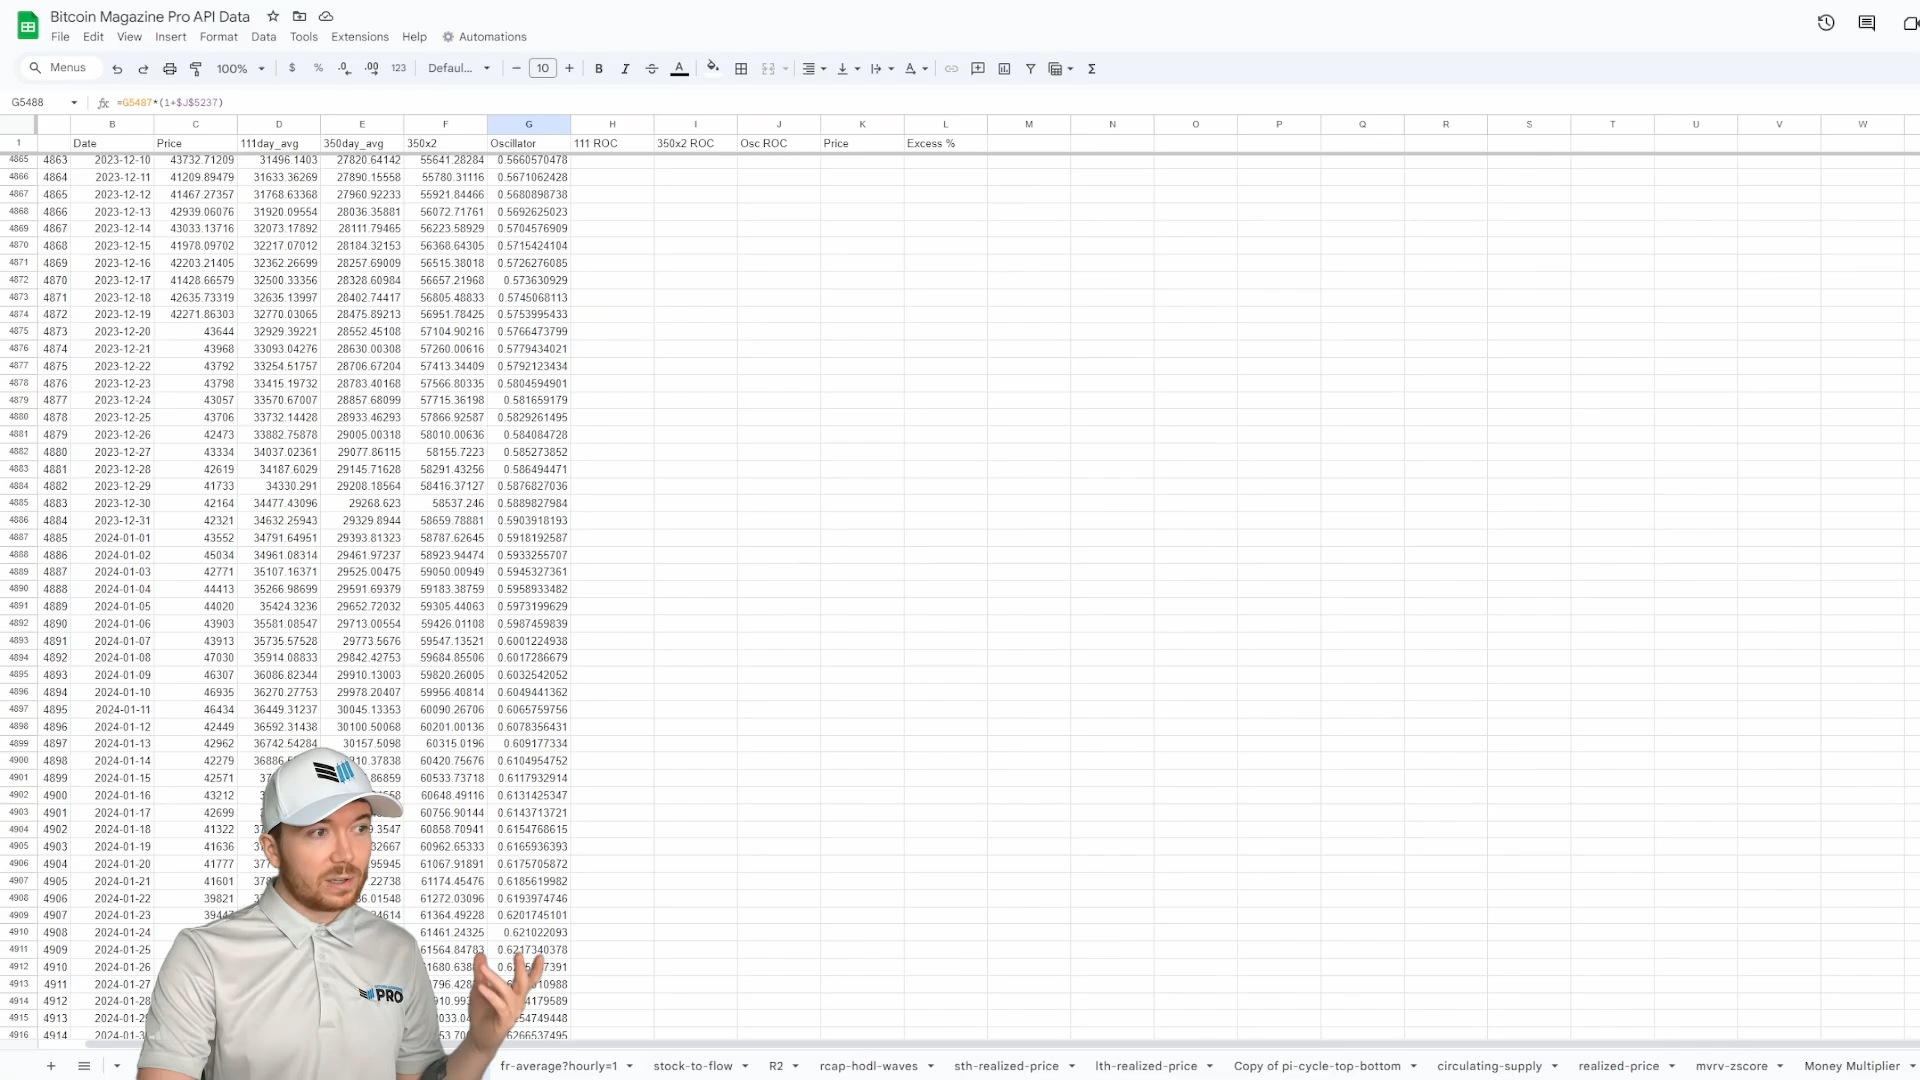 Bitcoin Magazine Pro API Data
File Edit View Insert Format Data Tools Extensions Help Automations
Menus 100% $ % .0 .00 123 Defaul... 10 B I A Σ
G5488 fx =G5487*(1+$J$5237)
B C D E F G H I J K L M N O P Q R S T U V W
1 Date Price 111day_avg 350day_avg 350x2 Oscillator 111 ROC 350x2 ROC Osc ROC Price Excess %
4865 4863 2023-12-10 43732.71209 31496.1403 27820.64142 55641.28284 0.5660570478
4866 4864 2023-12-11 41209.89479 31633.36269 27890.15558 55780.31116 0.5671062428
4867 4865 2023-12-12 41467.27357 31768.63368 27960.92233 55921.84466 0.5680898738
4868 4866 2023-12-13 42939.06076 31920.09554 28036.35881 56072.71761 0.5692625023
4869 4867 2023-12-14 43033.13716 32073.17892 28111.79465 56223.58929 0.5704576909
4870 4868 2023-12-15 41978.09702 32217.07012 28184.32153 56368.64305 0.5715424104
4871 4869 2023-12-16 42203.21405 32362.26699 28257.69009 56515.38018 0.5726276085
4872 4870 2023-12-17 41428.66579 32500.33356 28328.60984 56657.21968 0.573630929
4873 4871 2023-12-18 42635.73319 32635.13997 28402.74417 56805.48833 0.5745068113
4874 4872 2023-12-19 42271.86303 32770.03065 28475.89213 56951.78425 0.5753995433
4875 4873 2023-12-20 43644 32929.39221 28552.45108 57104.90216 0.5766473799
4876 4874 2023-12-21 43968 33093.04276 28630.00308 57260.00616 0.5779434021
4877 4875 2023-12-22 43792 33254.51757 28706.67204 57413.34409 0.5792123434
4878 4876 2023-12-23 43798 33415.19732 28783.40168 57566.80335 0.5804594901
4879 4877 2023-12-24 43057 33570.67007 28857.68099 57715.36198 0.581659179
4880 4878 2023-12-25 43706 33732.14428 28933.46293 57866.92587 0.5829261495
4881 4879 2023-12-26 42473 33882.75878 29005.00318 58010.00636 0.584084728
4882 4880 2023-12-27 43334 34037.02361 29077.86115 58155.7223 0.585273852
4883 4881 2023-12-28 42619 34187.6029 29145.71628 58291.43256 0.586494471
4884 4882 2023-12-29 41733 34330.291 29208.18564 58416.37127 0.5876827036
4885 4883 2023-12-30 42164 34477.43096 29268.623 58537.246 0.5889827984
4886 4884 2023-12-31 42321 34632.25943 29329.8944 58659.78881 0.5903918193
4887 4885 2024-01-01 43552 34791.64951 29393.81323 58787.62645 0.5918192587
4888 4886 2024-01-02 45034 34961.08314 29461.97237 58923.94474 0.5933255707
4889 4887 2024-01-03 42771 35107.16371 29525.00475 59050.00949 0.5945327361
4890 4888 2024-01-04 44413 35266.98699 29591.69379 59183.38759 0.5958933482
4891 4889 2024-01-05 44020 35424.3236 29652.72032 59305.44063 0.5973199629
4892 4890 2024-01-06 43903 35581.08547 29713.00554 59426.01108 0.5987459839
4893 4891 2024-01-07 43913 35735.57528 29773.5676 59547.13521 0.6001224938
4894 4892 2024-01-08 47030 35914.08833 29842.42753 59684.85506 0.6017286679
4895 4893 2024-01-09 46307 36086.82344 29910.13003 59820.26005 0.6032542052
4896 4894 2024-01-10 46935 36270.27753 29978.20407 59956.40814 0.6049441362
4897 4895 2024-01-11 46434 36449.31237 30045.13353 60090.26706 0.6065759756
4898 4896 2024-01-12 42449 36592.31438 30100.50068 60201.00136 0.6078356431
4899 4897 2024-01-13 42962 36742.54284 30157.5098 60315.0196 0.609177334
4900 4898 2024-01-14 42279 60420.75676 0.6104954752
4901 4899 2024-01-15 42571 60533.73718 0.6117932914
4902 4900 2024-01-16 43212 60648.49116 0.6131425347
4903 4901 2024-01-17 42699 60756.90144 0.6143713721
4904 4902 2024-01-18 41322 60858.70941 0.6154768615
4905 4903 2024-01-19 41636 60962.65333 0.6165936393
4906 4904 2024-01-20 41777 61067.91891 0.6175705872
4907 4905 2024-01-21 41601 61174.45476 0.6185619982
4908 4906 2024-01-22 39821 61272.03096 0.6193974746
4909 4907 2024-01-23 61364.49228 0.6201745101
4910 4908 2024-01-24 61461.24325 0.621022093
4911 4909 2024-01-25 61564.84783 0.6217340378
4912 4910 2024-01-26
4913 4911 2024-01-27
4914 4912 2024-01-28
4915 4913
4916 4914
PRO
fr-average?hourly=1 stock-to-flow R2 rcap-hodl-waves sth-realized-price lth-realized-price Copy of pi-cycle-top-bottom circulating-supply realized-price mvrv-zscore Money Multiplier